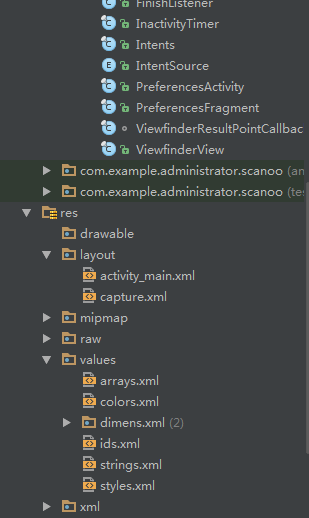 FinishListener
InactivityTimer
Intents
IntentSource
PreferencesActivity
PreferencesFragment
ViewfinderResultPointCallbac
ViewfinderView
com.example.administrator.scanoo (an
com.example.administrator.scanoo (tes
res
drawable
layout
activity_main.xml
capture.xml
mipmap
raw
values
arrays.xml
colors.xml
dimens.xml (2)
ids.xml
strings.xml
styles.xml
xml